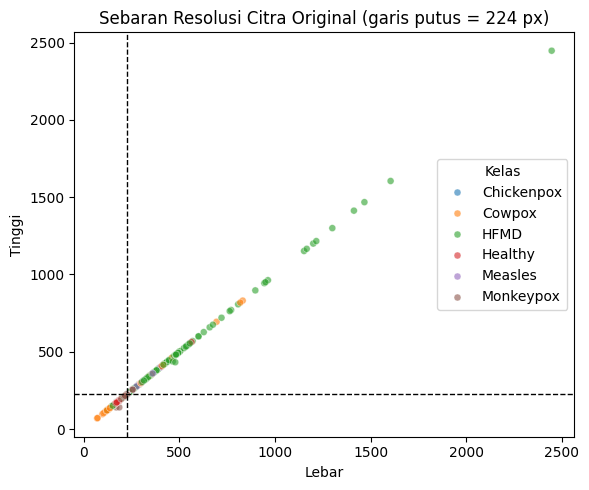 Sebaran Resolusi Citra Original (garis putus = 224 px)
2500
2000
1500
1000
500
0
Tinggi
Kelas
Chickenpox
Cowpox
HFMD
Healthy
Measles
Monkeypox
0 500 1000 1500 2000 2500
Lebar